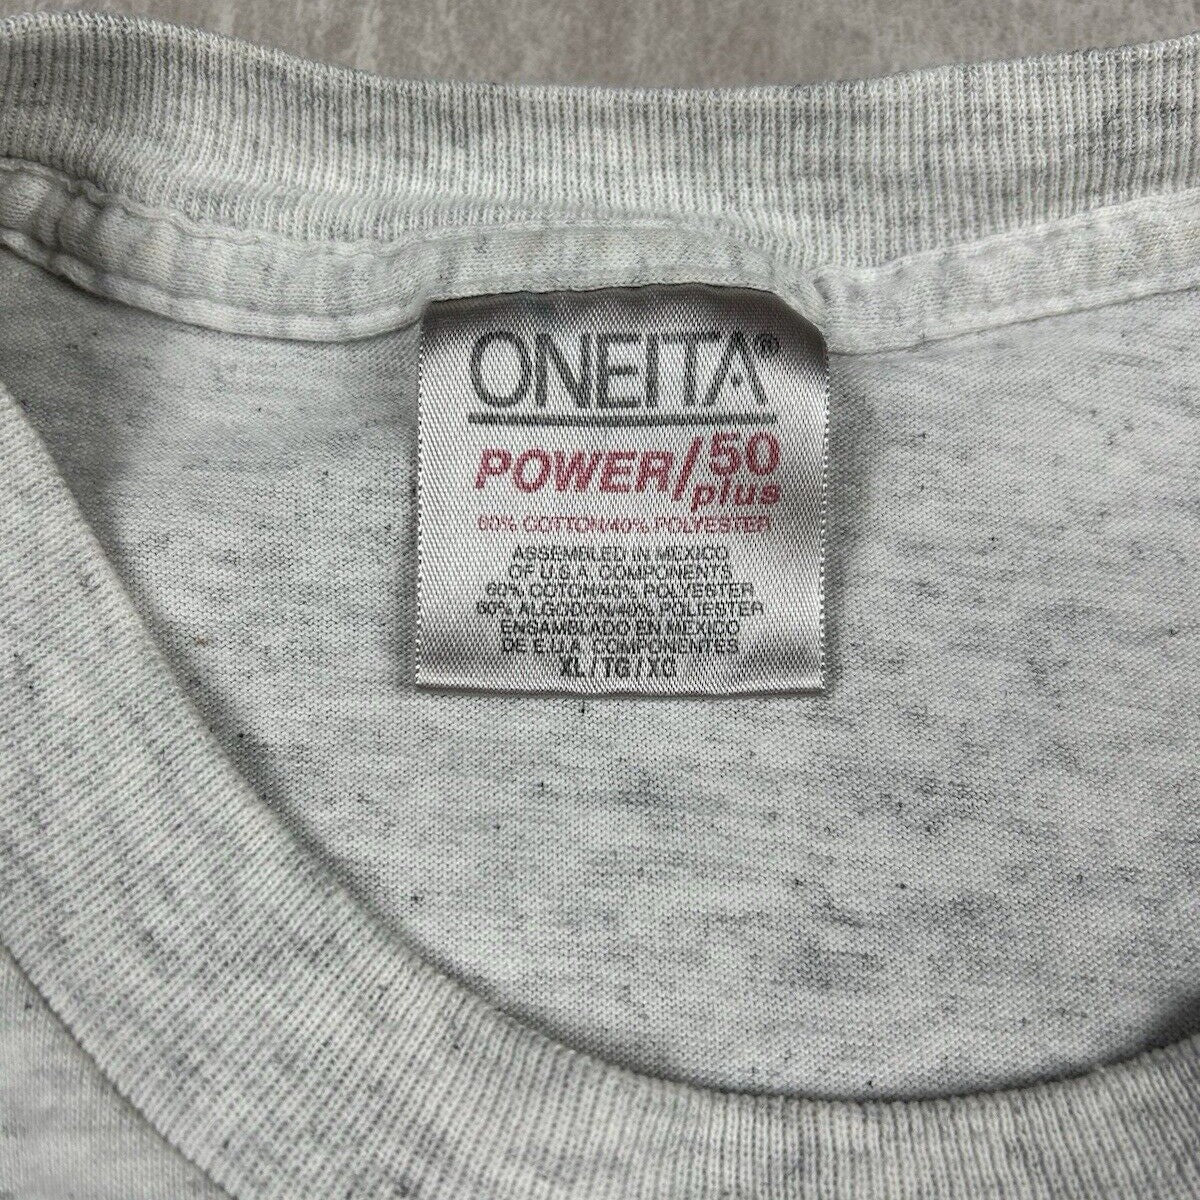 ONEITA®
POWER/50 plus
60% COTTON/40% POLYESTER
ASSEMBLED IN MEXICO
OF U.S.A. COMPONENTS
60% COTON/40% POLYESTER
60% ALGODON/40% POLIESTER
ENSAMBLADO EN MEXICO
DE E.U.A. COMPONENTES
XL/TG/XG